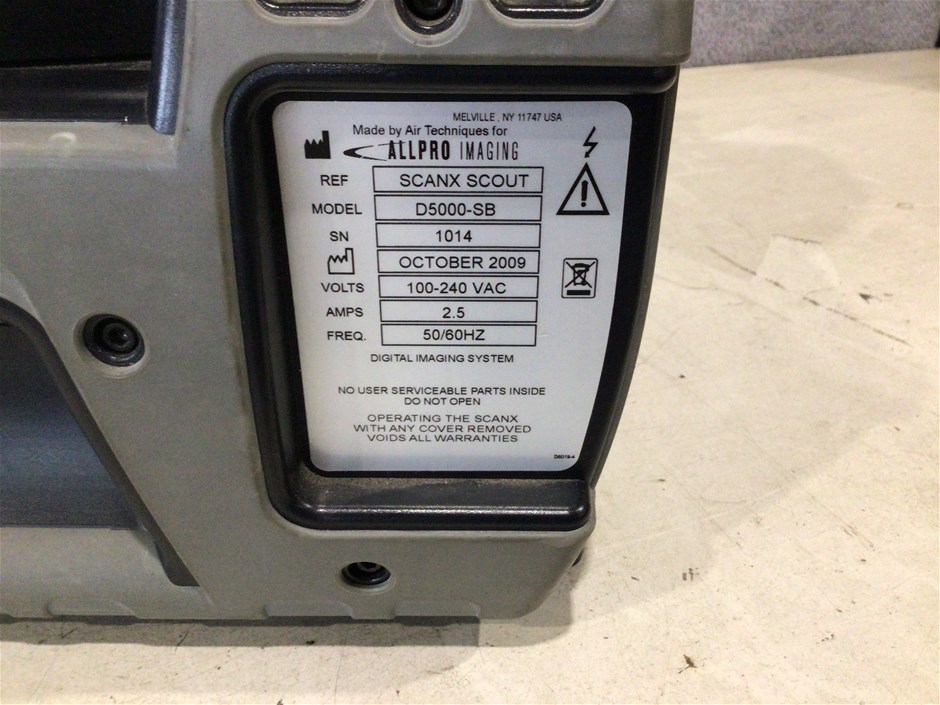 MELVILLE , NY 11747 USA
Made by Air Techniques for
ALLPRO IMAGING
REF SCANX SCOUT
MODEL D5000-SB
SN 1014
OCTOBER 2009
VOLTS 100-240 VAC
AMPS 2.5
FREQ. 50/60HZ
DIGITAL IMAGING SYSTEM
NO USER SERVICEABLE PARTS INSIDE
DO NOT OPEN
OPERATING THE SCANX
WITH ANY COVER REMOVED
VOIDS ALL WARRANTIES
D6019-4